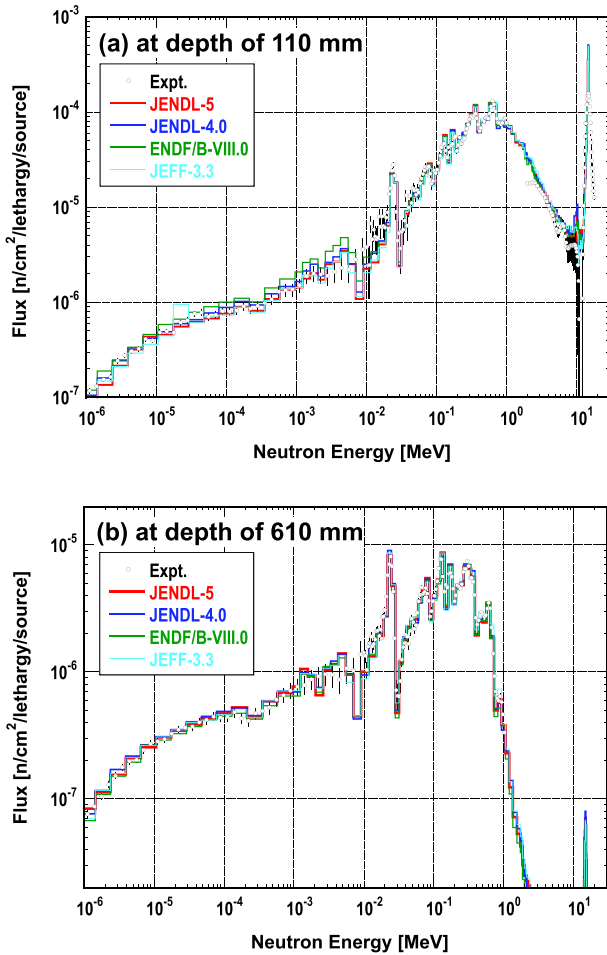 (a) at depth of 110 mm
Expt.
JENDL-5
JENDL-4.0
ENDF/B-VIII.0
JEFF-3.3
Flux [n/cm²/lethargy/source]
10⁻³
10⁻⁴
10⁻⁵
10⁻⁶
10⁻⁷
10⁻⁶ 10⁻⁵ 10⁻⁴ 10⁻³ 10⁻² 10⁻¹ 10⁰ 10¹
Neutron Energy [MeV]
(b) at depth of 610 mm
Expt.
JENDL-5
JENDL-4.0
ENDF/B-VIII.0
JEFF-3.3
Flux [n/cm²/lethargy/source]
10⁻⁵
10⁻⁶
10⁻⁷
10⁻⁶ 10⁻⁵ 10⁻⁴ 10⁻³ 10⁻² 10⁻¹ 10⁰ 10¹
Neutron Energy [MeV]